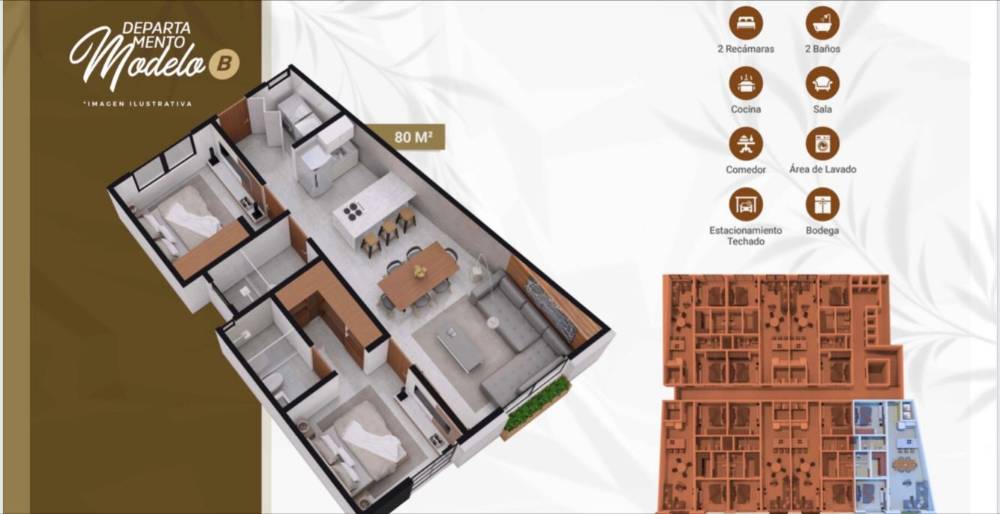 DEPARTA
MENTO
Modelo B
*IMAGEN ILUSTRATIVA
80 M²
2 Recámaras
2 Baños
Cocina
Sala
Comedor
Área de Lavado
Estacionamiento
Techado
Bodega